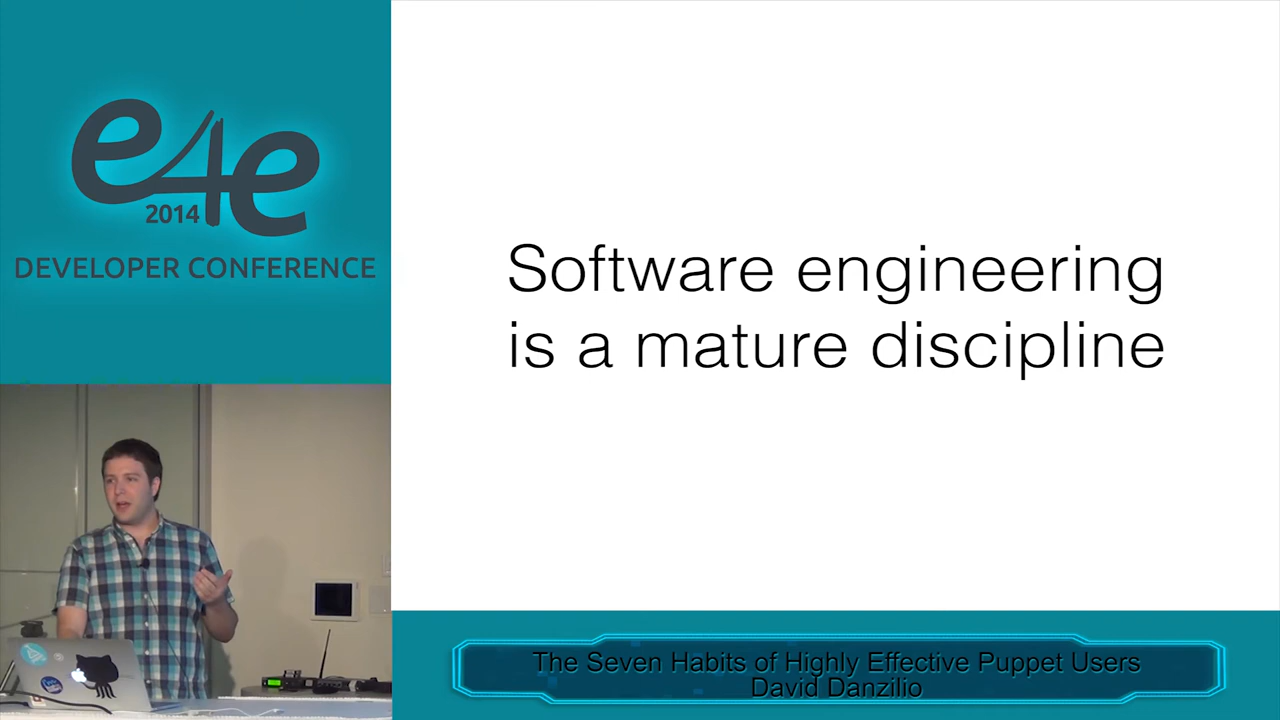 e4e
2014
DEVELOPER CONFERENCE
Software engineering
is a mature discipline
The Seven Habits of Highly Effective Puppet Users
David Danzilio